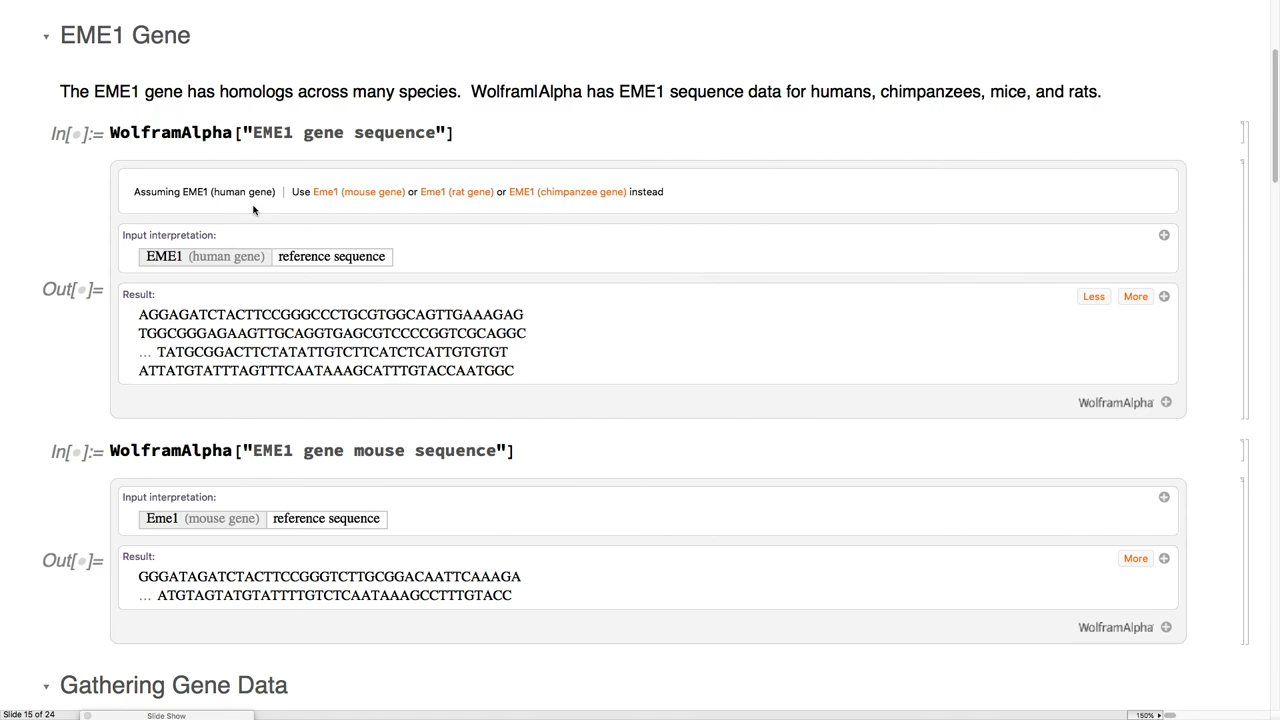 EME1 Gene
The EME1 gene has homologs across many species. Wolfram|Alpha has EME1 sequence data for humans, chimpanzees, mice, and rats.
In[•]:= WolframAlpha["EME1 gene sequence"]
Assuming EME1 (human gene) | Use Eme1 (mouse gene) or Eme1 (rat gene) or EME1 (chimpanzee gene) instead
Input interpretation:
EME1 (human gene) reference sequence
Out[•]=
Result:
Less More
AGGAGATCTACTTCCGGGCCCTGCGTGGCAGTTGAAAGAG
TGGCGGGAGAAGTTGCAGGTGAGCGTCCCCGGTCGCAGGC
... TATGCGGACTTCTATATTGTCTTCATCTCATTGTGTGT
ATTATGTATTTAGTTTCAATAAAGCATTTGTACCAATGGC
WolframAlpha
In[•]:= WolframAlpha["EME1 gene mouse sequence"]
Input interpretation:
Eme1 (mouse gene) reference sequence
Out[•]=
Result:
More
GGGATAGATCTACTTCCGGGTCTTGCGGACAATTCAAAGA
... ATGTAGTATGTATTTTGTCTCAATAAAGCCTTTGTACC
WolframAlpha
Gathering Gene Data
Slide 15 of 24
Slide Show
150%